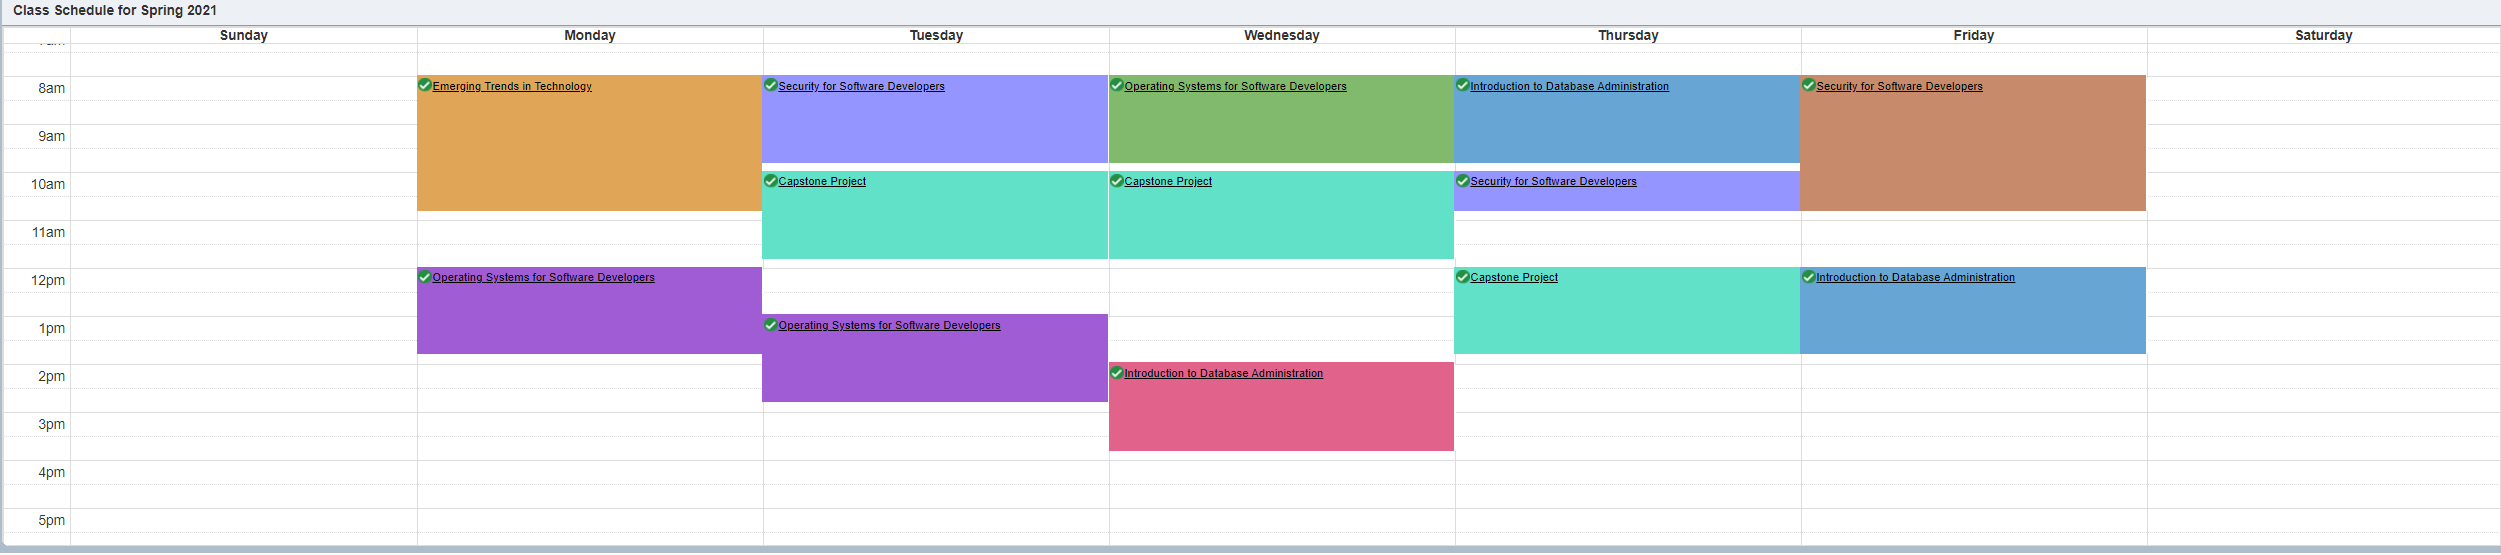 Class Schedule for Spring 2021
Sunday Monday Tuesday Wednesday Thursday Friday Saturday
8am
Emerging Trends in Technology
Security for Software Developers
Operating Systems for Software Developers
Introduction to Database Administration
Security for Software Developers
9am
10am
Capstone Project
Capstone Project
Security for Software Developers
11am
12pm
Operating Systems for Software Developers
Capstone Project
Introduction to Database Administration
1pm
Operating Systems for Software Developers
2pm
Introduction to Database Administration
3pm
4pm
5pm